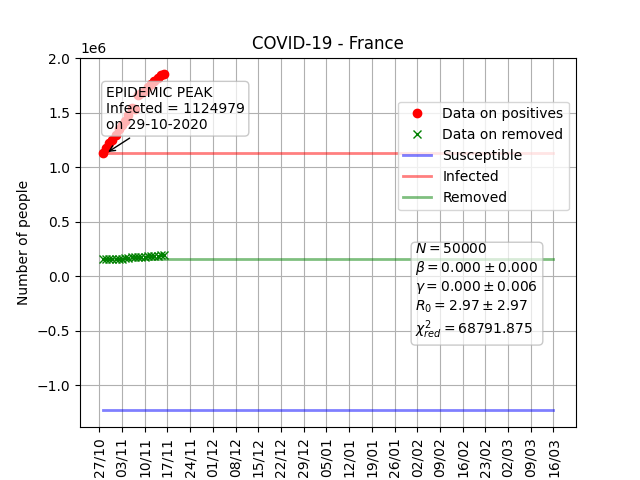 COVID-19 - France
1e6
2.0
1.5
1.0
0.5
0.0
−0.5
−1.0
Number of people
EPIDEMIC PEAK
Infected = 1124979
on 29-10-2020
Data on positives
Data on removed
Susceptible
Infected
Removed
N = 50000
β = 0.000 ± 0.000
γ = 0.000 ± 0.006
R₀ = 2.97 ± 2.97
χ²red = 68791.875
27/10
03/11
10/11
17/11
24/11
01/12
08/12
15/12
22/12
29/12
05/01
12/01
19/01
26/01
02/02
09/02
16/02
23/02
02/03
09/03
16/03